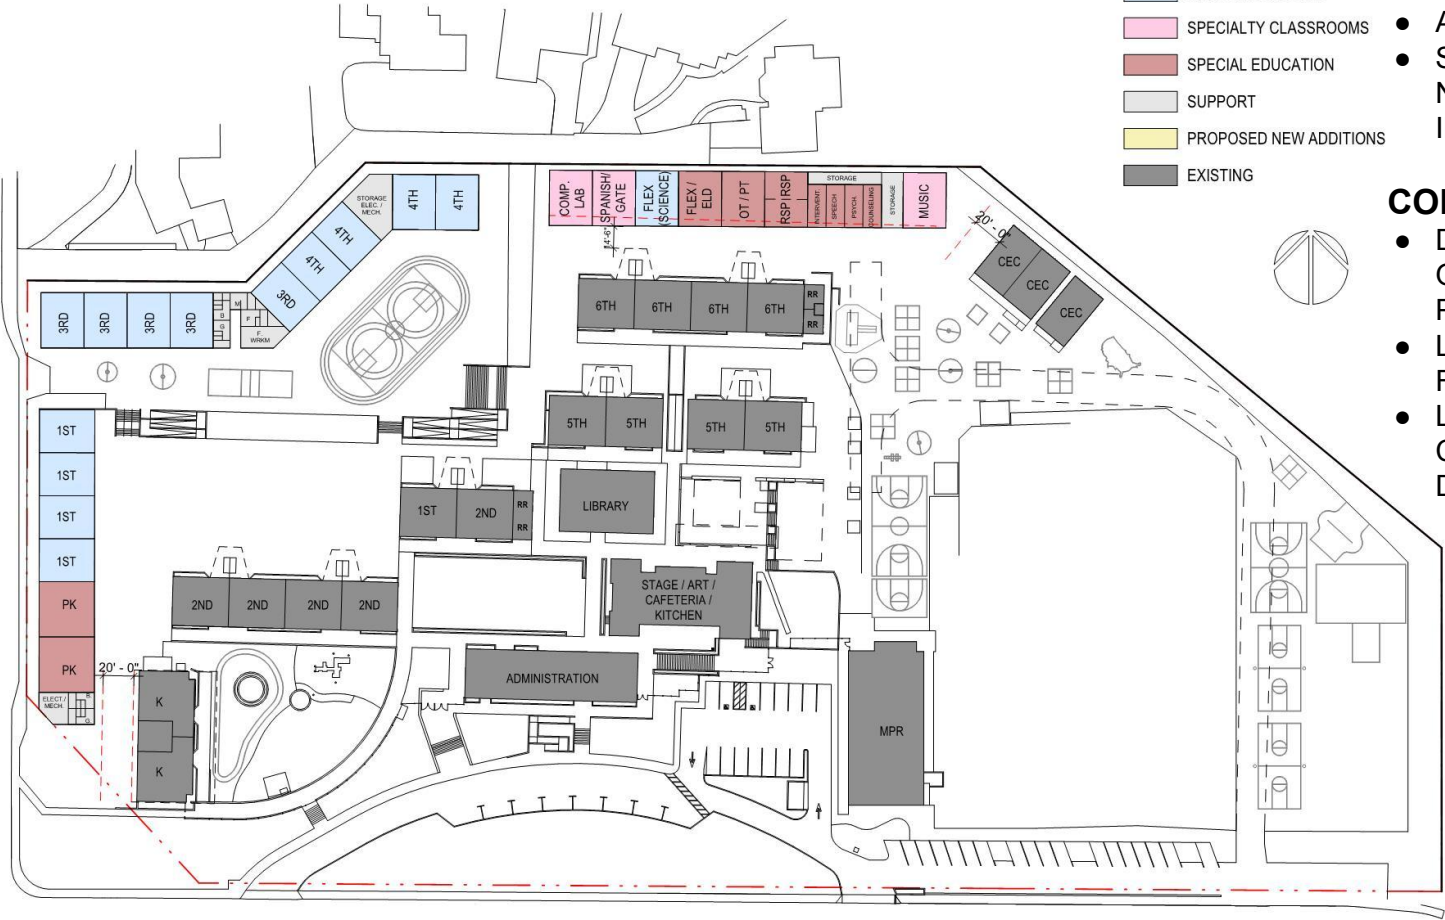 SPECIALTY CLASSROOMS
SPECIAL EDUCATION
SUPPORT
PROPOSED NEW ADDITIONS
EXISTING
STORAGE
ELEC. /
MECH.
4TH
4TH
4TH
4TH
3RD
3RD
3RD
3RD
3RD
M
B
G
F
F.
WRKM
COMP.
LAB
SPANISH/
GATE
FLEX
(SCIENCE)
FLEX /
ELD
OT / PT
RSP
RSP
STORAGE
INTERVENT.
SPEECH
PSYCH.
COUNSELING
STORAGE
MUSIC
14'-6"
20' - 0"
CEC
CEC
CEC
6TH
6TH
6TH
6TH
RR
RR
5TH
5TH
5TH
5TH
1ST
1ST
1ST
1ST
PK
PK
ELECT./
MECH.
B.
G.
20' - 0"
K
K
1ST
2ND
RR
RR
LIBRARY
2ND
2ND
2ND
2ND
STAGE / ART /
CAFETERIA /
KITCHEN
ADMINISTRATION
MPR